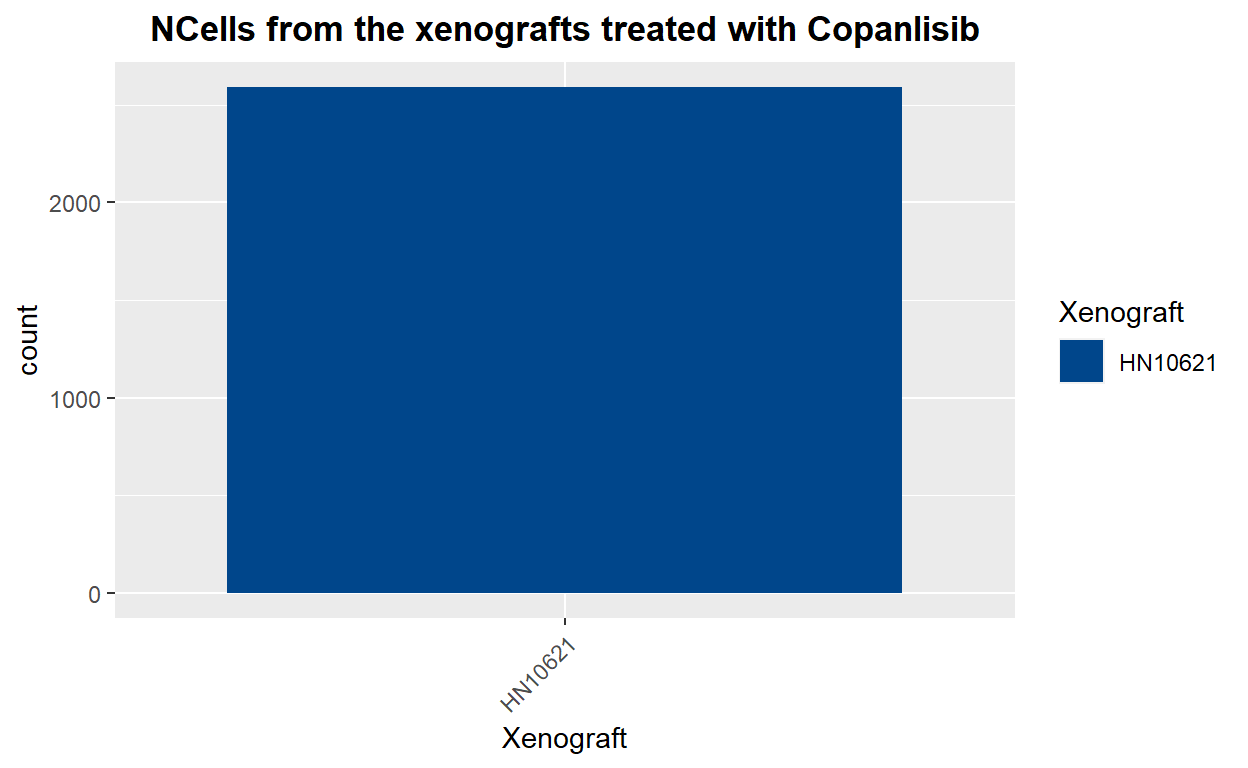 NCells from the xenografts treated with Copanlisib
count
2000
1000
0
HN10621
Xenograft
Xenograft
HN10621